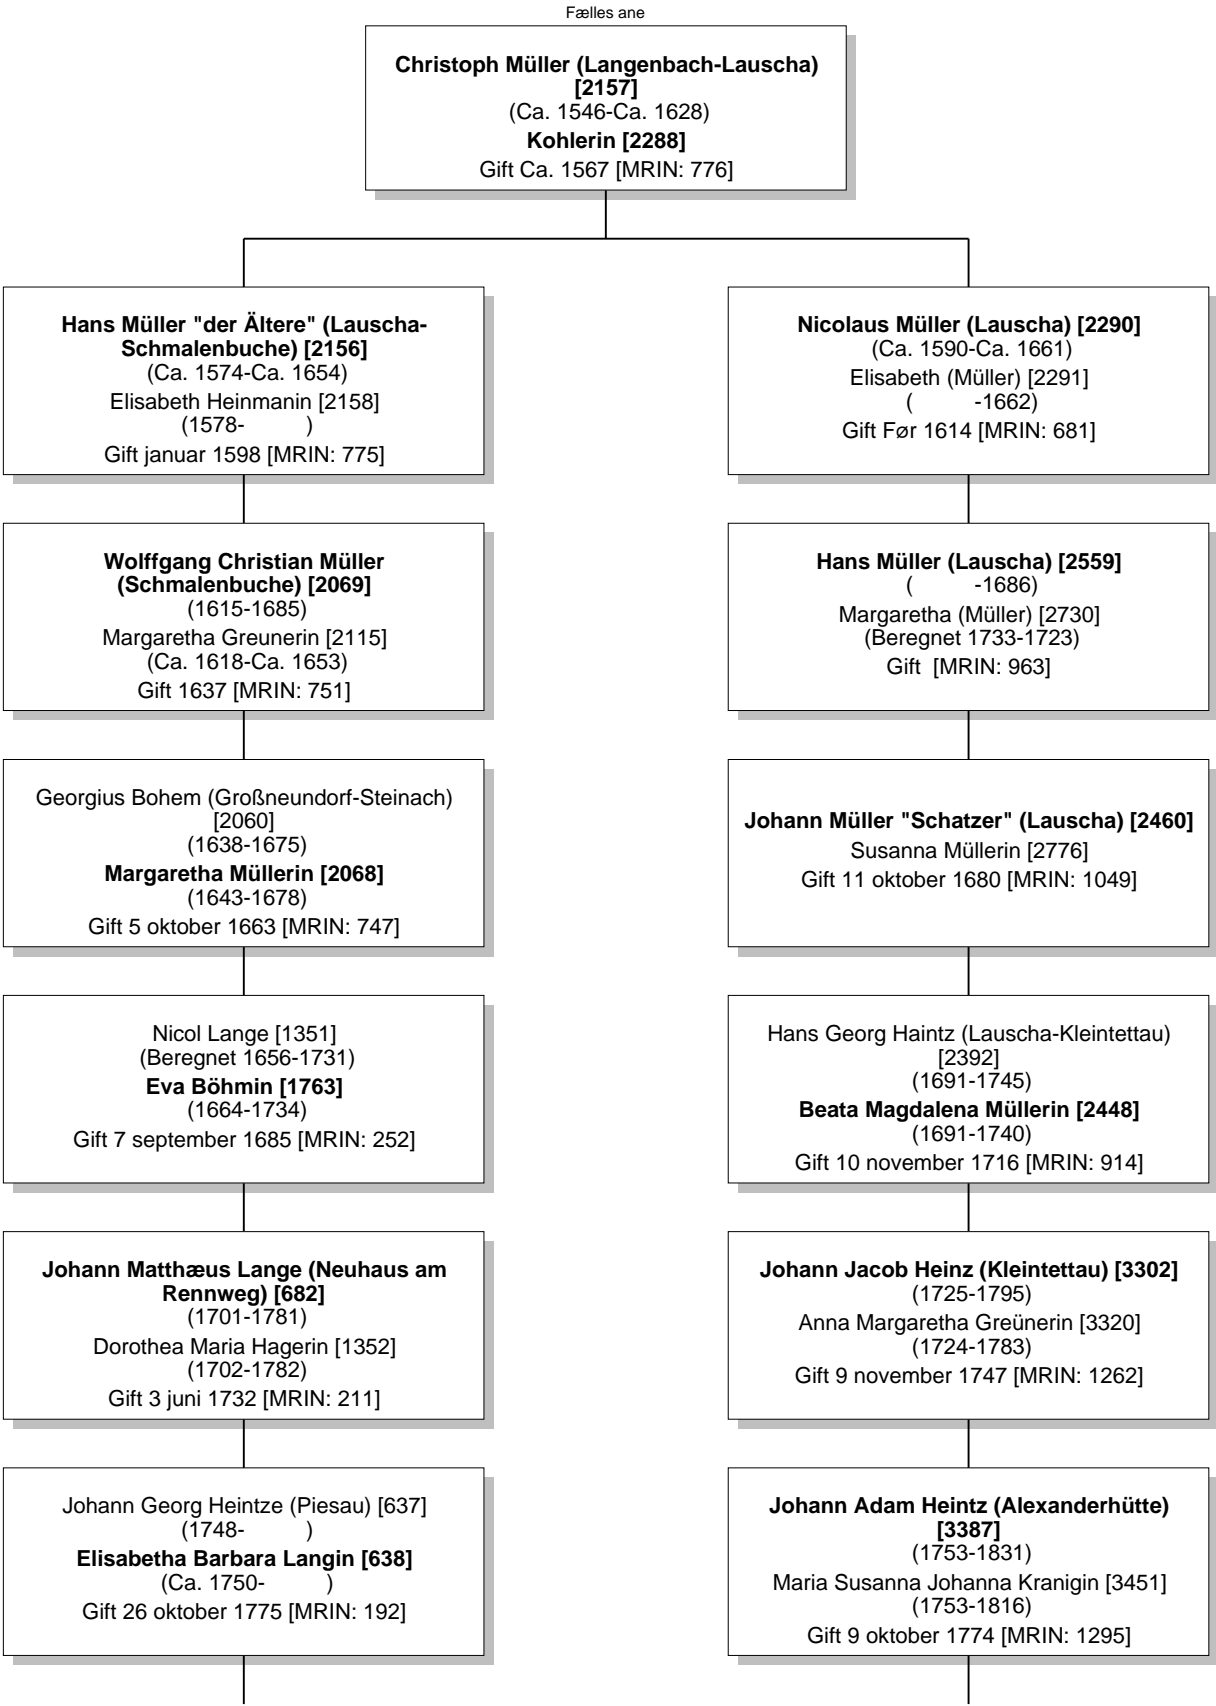 Fælles ane
Christoph Müller (Langenbach-Lauscha)
[2157]
(Ca. 1546-Ca. 1628)
Kohlerin [2288]
Gift Ca. 1567 [MRIN: 776]
Hans Müller "der Ältere" (Lauscha-
Schmalenbuche) [2156]
(Ca. 1574-Ca. 1654)
Elisabeth Heinmanin [2158]
(1578- )
Gift januar 1598 [MRIN: 775]
Nicolaus Müller (Lauscha) [2290]
(Ca. 1590-Ca. 1661)
Elisabeth (Müller) [2291]
( -1662)
Gift Før 1614 [MRIN: 681]
Wolffgang Christian Müller
(Schmalenbuche) [2069]
(1615-1685)
Margaretha Greunerin [2115]
(Ca. 1618-Ca. 1653)
Gift 1637 [MRIN: 751]
Hans Müller (Lauscha) [2559]
( -1686)
Margaretha (Müller) [2730]
(Beregnet 1733-1723)
Gift [MRIN: 963]
Georgius Bohem (Großneundorf-Steinach)
[2060]
(1638-1675)
Margaretha Müllerin [2068]
(1643-1678)
Gift 5 oktober 1663 [MRIN: 747]
Johann Müller "Schatzer" (Lauscha) [2460]
Susanna Müllerin [2776]
Gift 11 oktober 1680 [MRIN: 1049]
Nicol Lange [1351]
(Beregnet 1656-1731)
Eva Böhmin [1763]
(1664-1734)
Gift 7 september 1685 [MRIN: 252]
Hans Georg Haintz (Lauscha-Kleintettau)
[2392]
(1691-1745)
Beata Magdalena Müllerin [2448]
(1691-1740)
Gift 10 november 1716 [MRIN: 914]
Johann Matthæus Lange (Neuhaus am
Rennweg) [682]
(1701-1781)
Dorothea Maria Hagerin [1352]
(1702-1782)
Gift 3 juni 1732 [MRIN: 211]
Johann Jacob Heinz (Kleintettau) [3302]
(1725-1795)
Anna Margaretha Greünerin [3320]
(1724-1783)
Gift 9 november 1747 [MRIN: 1262]
Johann Georg Heintze (Piesau) [637]
(1748- )
Elisabetha Barbara Langin [638]
(Ca. 1750- )
Gift 26 oktober 1775 [MRIN: 192]
Johann Adam Heintz (Alexanderhütte)
[3387]
(1753-1831)
Maria Susanna Johanna Kranigin [3451]
(1753-1816)
Gift 9 oktober 1774 [MRIN: 1295]